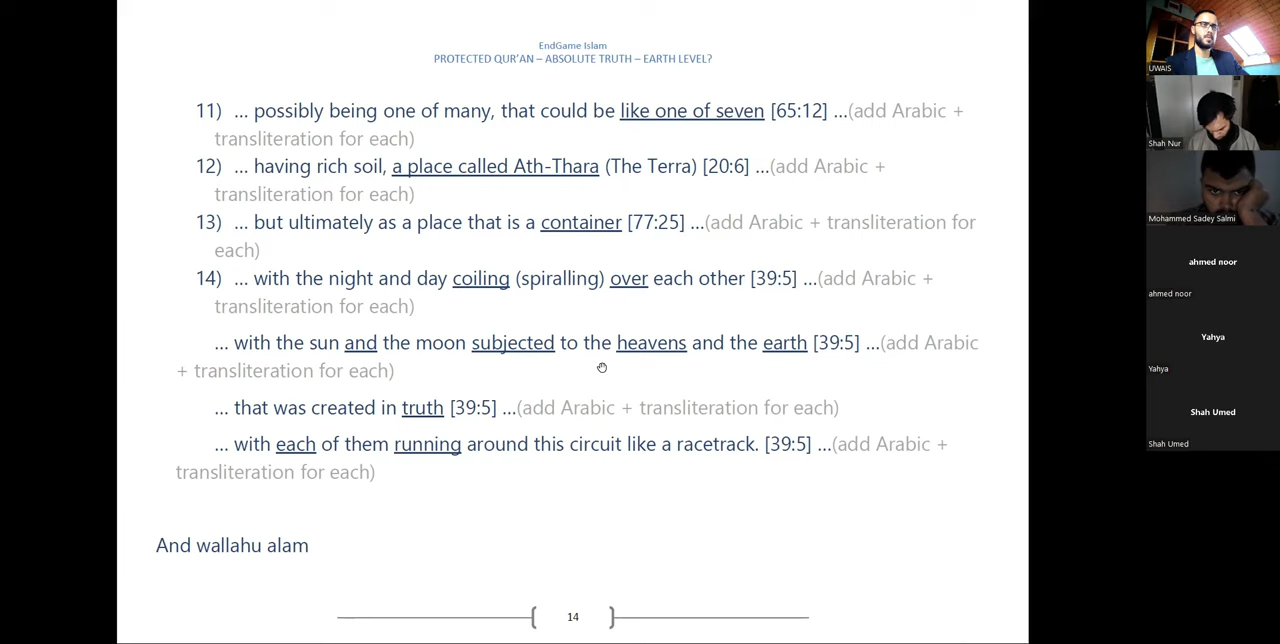 EndGame Islam
PROTECTED QUR'AN – ABSOLUTE TRUTH – EARTH LEVEL?
11) ... possibly being one of many, that could be like one of seven [65:12] ...(add Arabic +
transliteration for each)
12) ... having rich soil, a place called Ath-Thara (The Terra) [20:6] ...(add Arabic +
transliteration for each)
13) ... but ultimately as a place that is a container [77:25] ...(add Arabic + transliteration for
each)
14) ... with the night and day coiling (spiralling) over each other [39:5] ...(add Arabic +
transliteration for each)
... with the sun and the moon subjected to the heavens and the earth [39:5] ...(add Arabic
+ transliteration for each)
... that was created in truth [39:5] ...(add Arabic + transliteration for each)
... with each of them running around this circuit like a racetrack. [39:5] ...(add Arabic +
transliteration for each)
And wallahu alam
14
UWAIS
Shah Nur
Mohammed Sadey Salmi
ahmed noor
ahmed noor
Yahya
Yahya
Shah Umed
Shah Umed